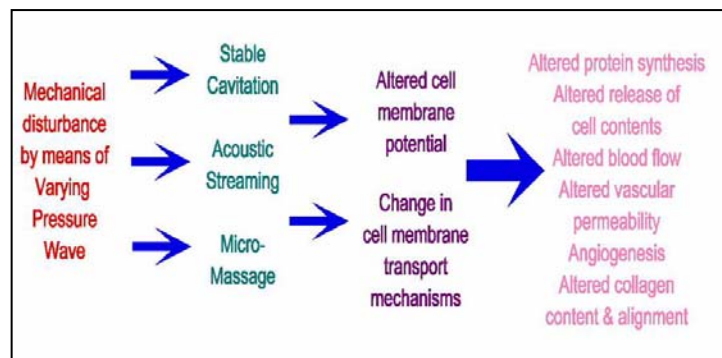 Mechanical
disturbance
by means of
Varying
Pressure
Wave
Stable
Cavitation
Acoustic
Streaming
Micro-
Massage
Altered cell
membrane
potential
Change in
cell membrane
transport
mechanisms
Altered protein synthesis
Altered release of
cell contents
Altered blood flow
Altered vascular
permeability
Angiogenesis
Altered collagen
content & alignment